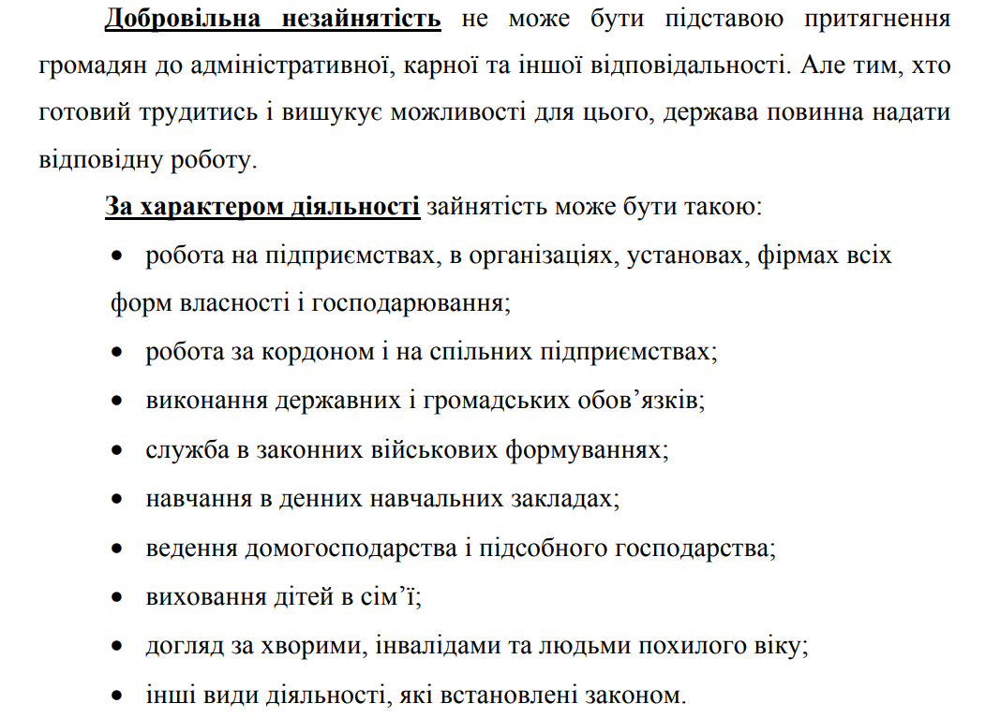 Добровільна незайнятість не може бути підставою притягнення
громадян до адміністративної, карної та іншої відповідальності. Але тим, хто
готовий трудитись і вишукує можливості для цього, держава повинна надати
відповідну роботу.
За характером діяльності зайнятість може бути такою:
• робота на підприємствах, в організаціях, установах, фірмах всіх
форм власності і господарювання;
• робота за кордоном і на спільних підприємствах;
• виконання державних і громадських обов’язків;
• служба в законних військових формуваннях;
• навчання в денних навчальних закладах;
• ведення домогосподарства і підсобного господарства;
• виховання дітей в сім’ї;
• догляд за хворими, інвалідами та людьми похилого віку;
• інші види діяльності, які встановлені законом.